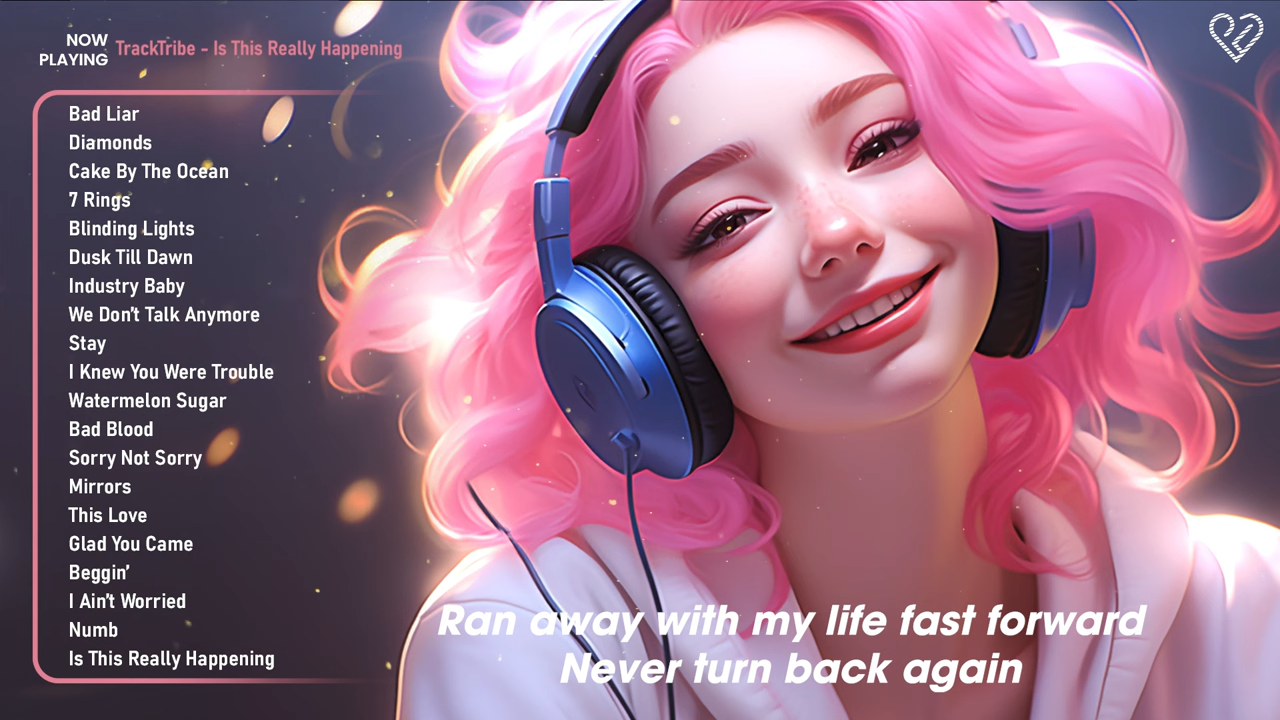 NOW
PLAYING
TrackTribe - Is This Really Happening
Bad Liar
Diamonds
Cake By The Ocean
7 Rings
Blinding Lights
Dusk Till Dawn
Industry Baby
We Don't Talk Anymore
Stay
I Knew You Were Trouble
Watermelon Sugar
Bad Blood
Sorry Not Sorry
Mirrors
This Love
Glad You Came
Beggin'
I Ain't Worried
Numb
Is This Really Happening
Ran away with my life fast forward
Never turn back again